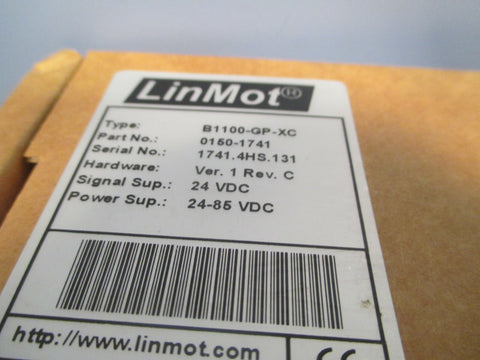 LinMot®
Type: B1100-GP-XC
Part No.: 0150-1741
Serial No.: 1741.4HS.131
Hardware: Ver. 1 Rev. C
Signal Sup.: 24 VDC
Power Sup.: 24-85 VDC
http://www.linmot.com
CE